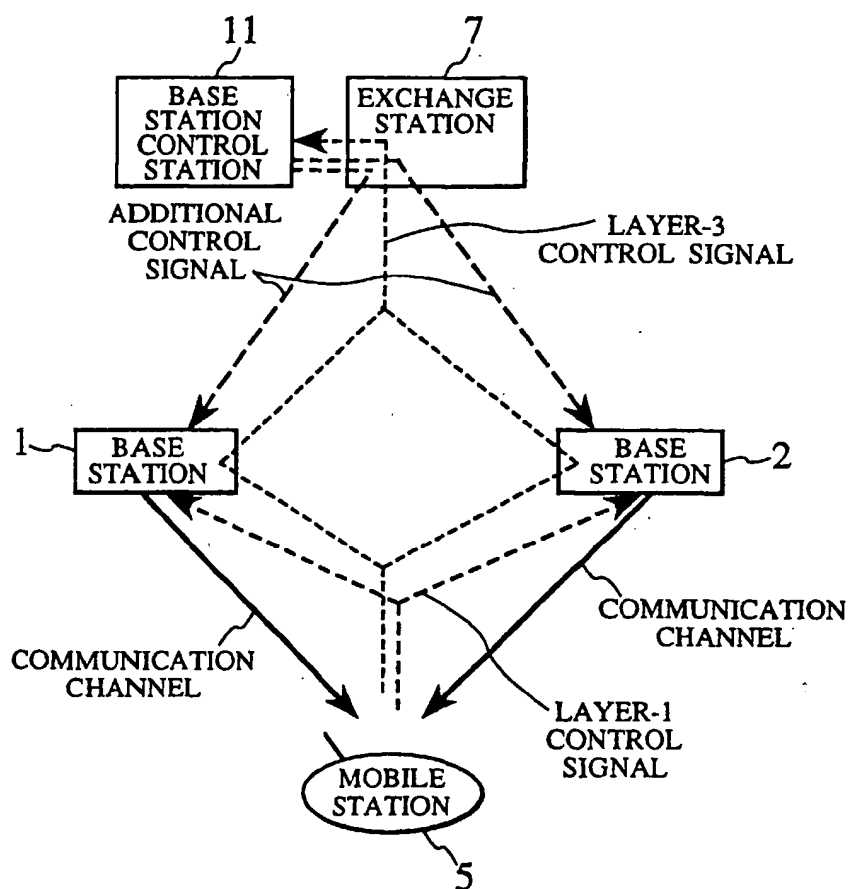 11
7
BASE
STATION
CONTROL
STATION
EXCHANGE
STATION
ADDITIONAL
CONTROL
SIGNAL
LAYER-3
CONTROL SIGNAL
1
BASE
STATION
BASE
STATION
2
COMMUNICATION
CHANNEL
COMMUNICATION
CHANNEL
LAYER-1
CONTROL
SIGNAL
MOBILE
STATION
5